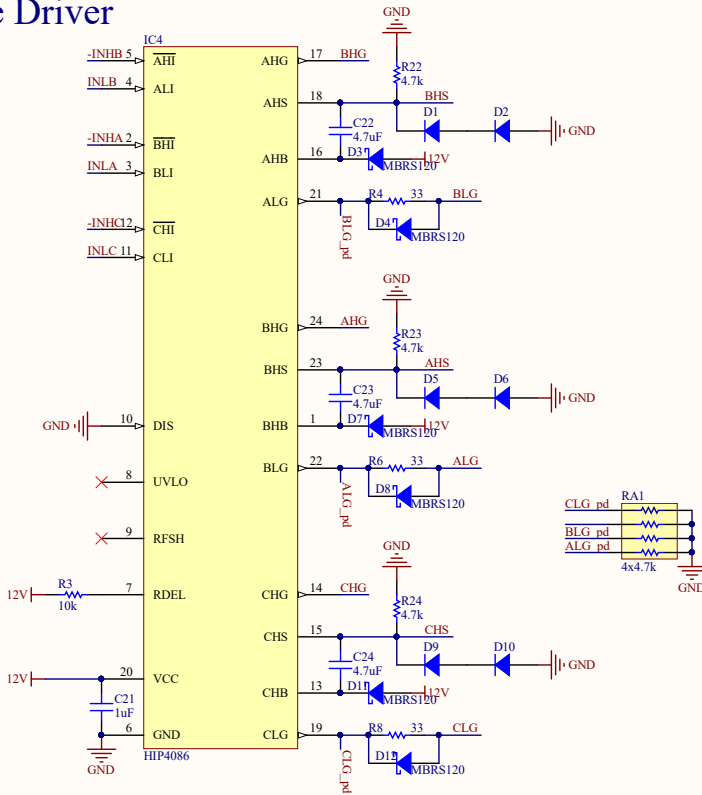 e Driver
IC4
-INHB 5 AHI
INLB 4 ALI
-INHA 2 BHI
INLA 3 BLI
-INHC 12 CHI
INLC 11 CLI
GND 10 DIS
8 UVLO
9 RFSH
12V R3 10k 7 RDEL
12V 20 VCC
C21
1uF
6 GND
GND
HIP4086
AHG 17 BHG
AHS 18 BHS
AHB 16
ALG 21
GND
R22
4.7k
C22
4.7uF
D1
D2
GND
D3
MBRS120
12V
R4 33 BLG
D4
MBRS120
BLG_pd
BHG 24 AHG
BHS 23 AHS
BHB 1
BLG 22
GND
R23
4.7k
C23
4.7uF
D5
D6
GND
D7
MBRS120
12V
R6 33 ALG
D8
MBRS120
ALG_pd
CHG 14 CHG
CHS 15 CHS
CHB 13
CLG 19
GND
R24
4.7k
C24
4.7uF
D9
D10
GND
D11
MBRS120
12V
R8 33 CLG
D12
MBRS120
CLG_pd
RA1
CLG_pd
BLG_pd
ALG_pd
4x4.7k
GND